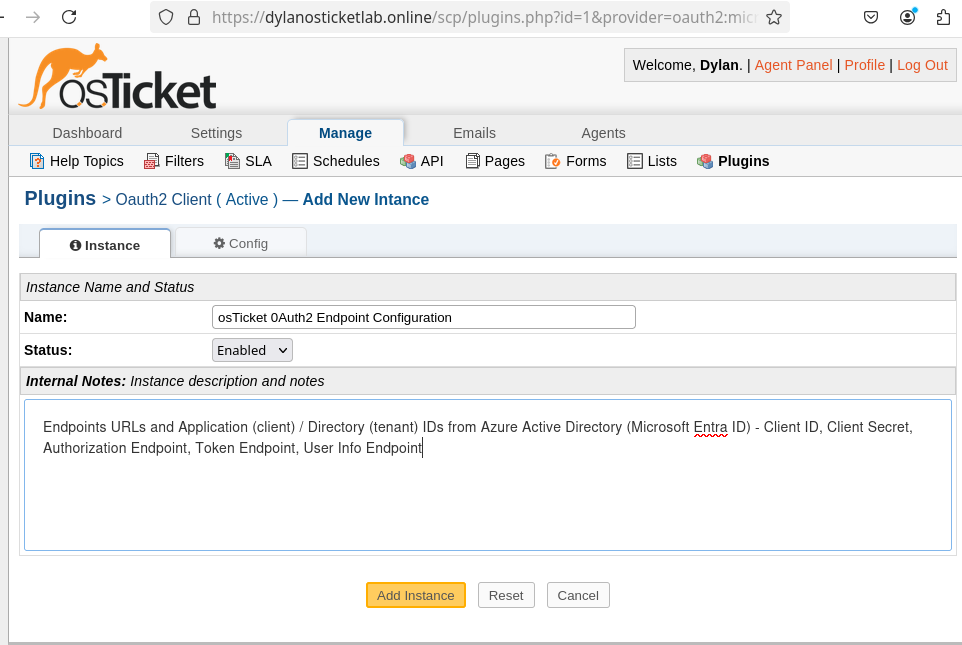 https://dylanosticketlab.online/scp/plugins.php?id=1&provider=oauth2:micr
osTicket
Welcome, Dylan. | Agent Panel | Profile | Log Out
Dashboard Settings Manage Emails Agents
Help Topics Filters SLA Schedules API Pages Forms Lists Plugins
Plugins > Oauth2 Client ( Active ) — Add New Intance
Instance Config
Instance Name and Status
Name: osTicket 0Auth2 Endpoint Configuration
Status: Enabled
Internal Notes: Instance description and notes
Endpoints URLs and Application (client) / Directory (tenant) IDs from Azure Active Directory (Microsoft Entra ID) - Client ID, Client Secret,
Authorization Endpoint, Token Endpoint, User Info Endpoint
Add Instance Reset Cancel